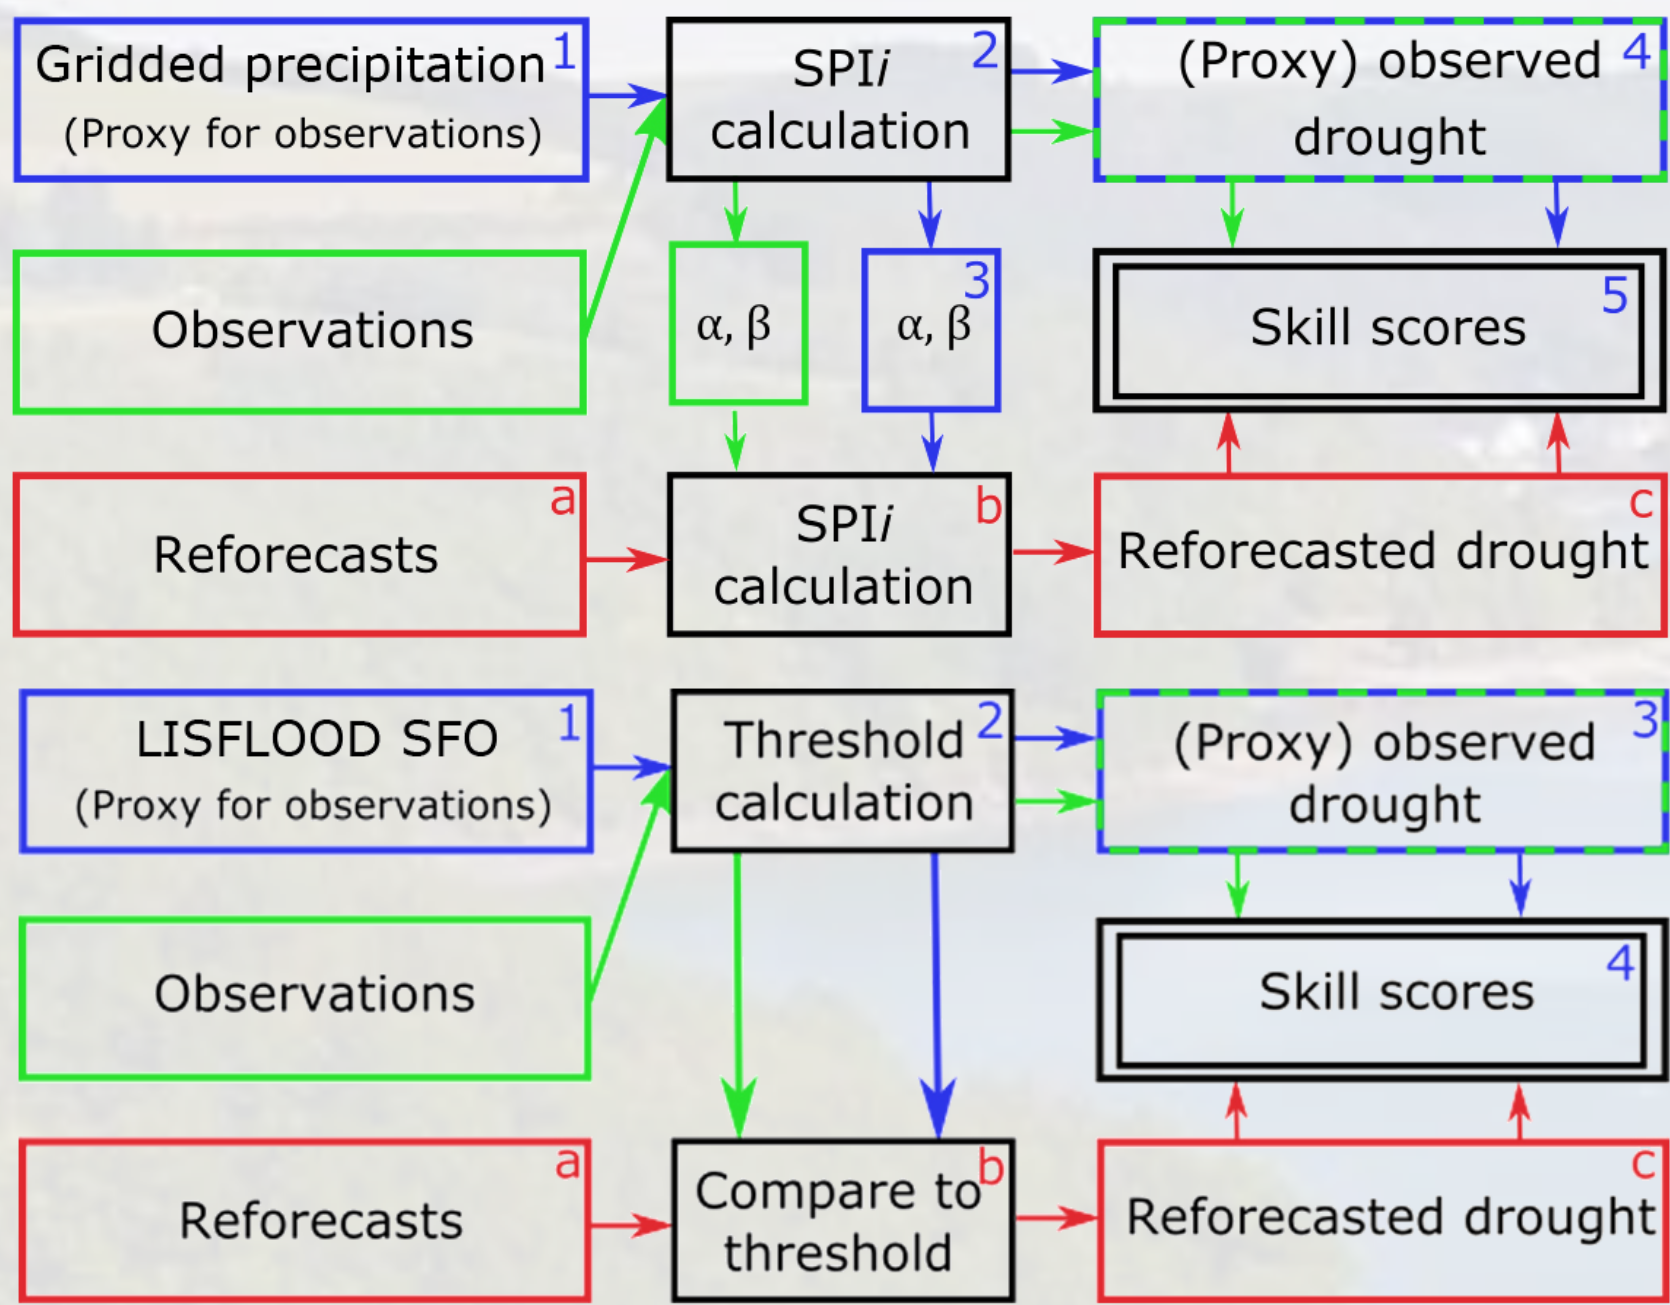 Gridded precipitation 1
(Proxy for observations)
SPIi 2
calculation
(Proxy) observed 4
drought
Observations
α, β
3
α, β
5
Skill scores
a
Reforecasts
b
SPIi
calculation
c
Reforecasted drought
LISFLOOD SFO 1
(Proxy for observations)
Threshold 2
calculation
(Proxy) observed 3
drought
Observations
4
Skill scores
a
Reforecasts
b
Compare to
threshold
c
Reforecasted drought